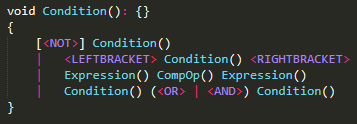 void Condition(): {}
{
[<NOT>] Condition()
| <LEFTBRACKET> Condition() <RIGHTBRACKET>
| Expression() CompOp() Expression()
| Condition() (<OR> | <AND>) Condition()
}